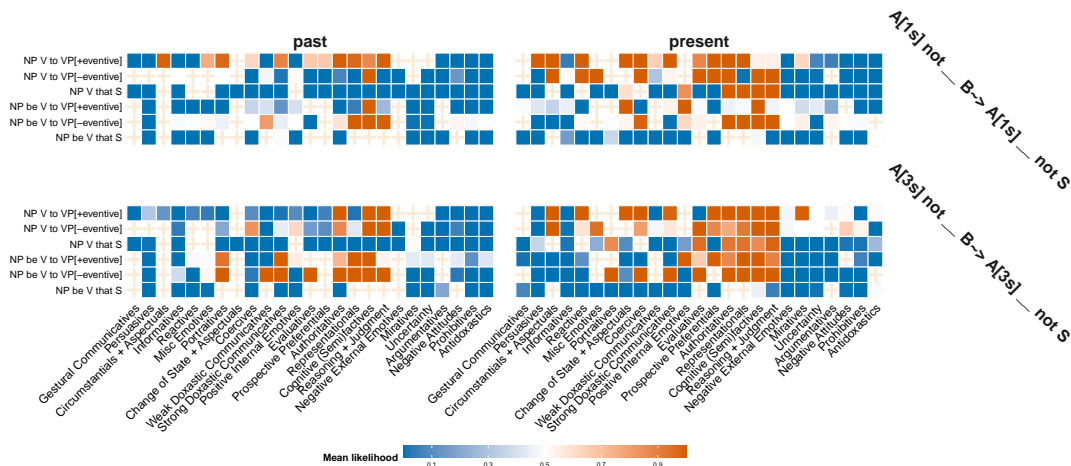 past
present
NP V to VP[+eventive]
NP V to VP[−eventive]
NP V that S
NP be V to VP[+eventive]
NP be V to VP[−eventive]
NP be V that S
A[1s] not __ B~> A[1s] __ not S
NP V to VP[+eventive]
NP V to VP[−eventive]
NP V that S
NP be V to VP[+eventive]
NP be V to VP[−eventive]
NP be V that S
A[3s] not __ B~> A[3s] __ not S
Gestural Communicatives
Persuasives
Circumstantials + Aspectuals
Informatives
Reactives
Misc Emotives
Portraitives
Change of State + Aspectuals
Coercives
Weak Doxastic Communicatives
Strong Doxastic Communicatives
Positive Internal Emotives
Evaluatives
Prospective Preferentials
Authoritatives
Representationals
Cognitive (Semi)factives
Reasoning + Judgment
Negative External Emotives
Miratives
Uncertainty
Argumentatives
Negative Attitudes
Prohibitives
Antidoxastics
Gestural Communicatives
Persuasives
Circumstantials + Aspectuals
Informatives
Reactives
Misc Emotives
Portraitives
Change of State + Aspectuals
Coercives
Weak Doxastic Communicatives
Strong Doxastic Communicatives
Positive Internal Emotives
Evaluatives
Prospective Preferentials
Authoritatives
Representationals
Cognitive (Semi)factives
Reasoning + Judgment
Negative External Emotives
Miratives
Uncertainty
Argumentatives
Negative Attitudes
Prohibitives
Antidoxastics
Mean likelihood
0.1 0.3 0.5 0.7 0.9